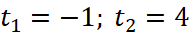 t₁ = −1; t₂ = 4